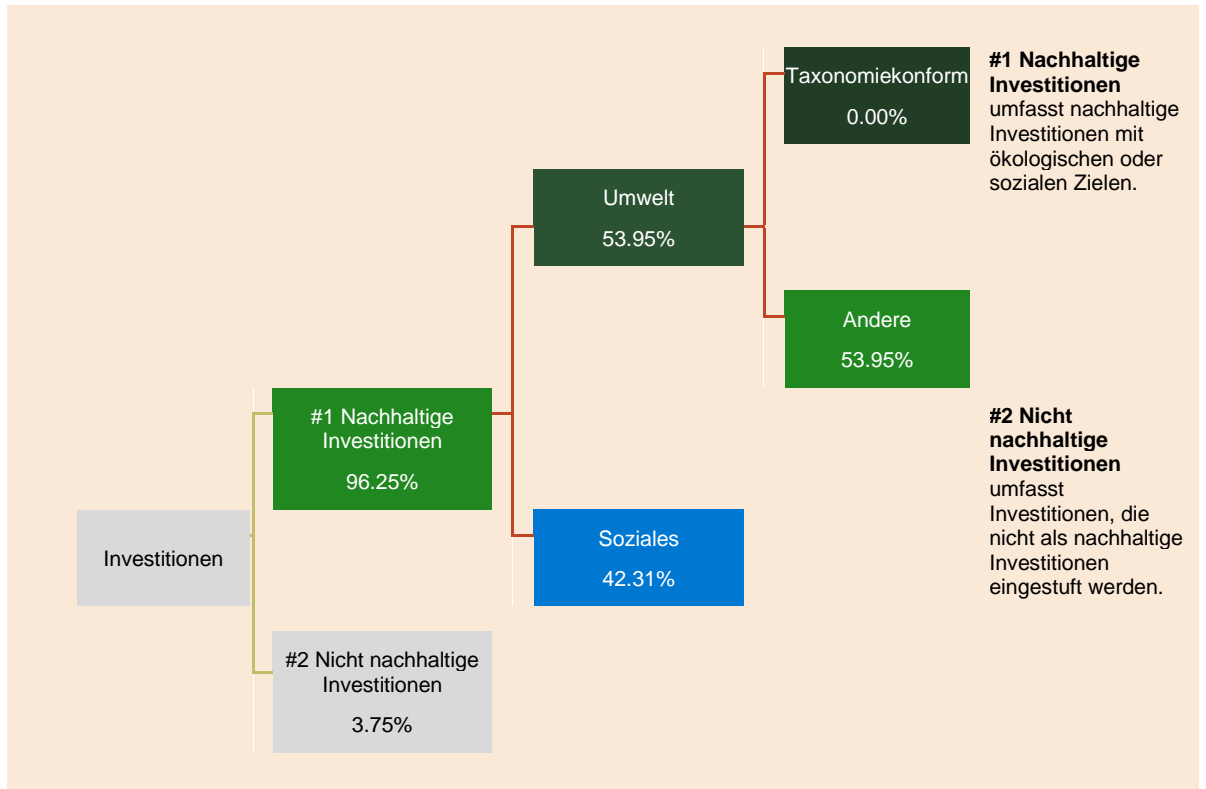 Taxonomiekonform
0.00%
Umwelt
53.95%
Andere
53.95%
#1 Nachhaltige
Investitionen
96.25%
Soziales
42.31%
Investitionen
#2 Nicht nachhaltige
Investitionen
3.75%
#1 Nachhaltige
Investitionen
umfasst nachhaltige
Investitionen mit
ökologischen oder
sozialen Zielen.
#2 Nicht
nachhaltige
Investitionen
umfasst
Investitionen, die
nicht als nachhaltige
Investitionen
eingestuft werden.